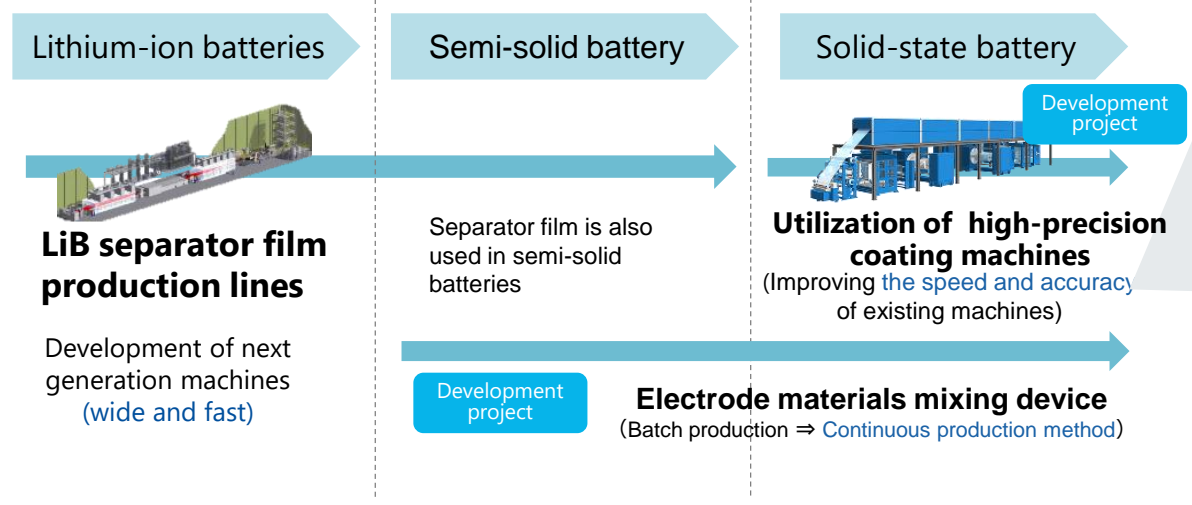 Lithium-ion batteries
Semi-solid battery
Solid-state battery
Development
project
LiB separator film
production lines
Development of next
generation machines
(wide and fast)
Separator film is also
used in semi-solid
batteries
Utilization of high-precision
coating machines
(Improving the speed and accuracy
of existing machines)
Development
project
Electrode materials mixing device
(Batch production ⇒ Continuous production method)